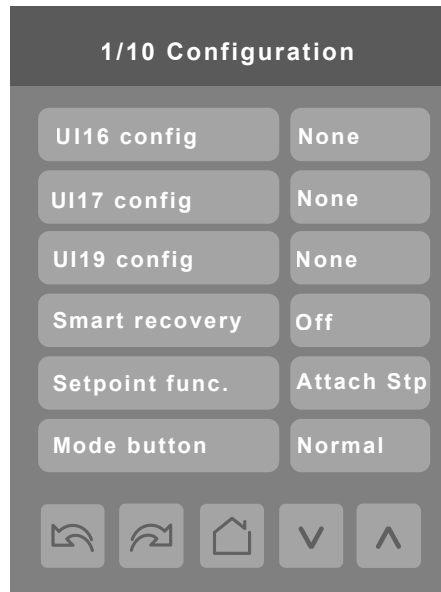 1/10 Configuration
UI16 config None
UI17 config None
UI19 config None
Smart recovery Off
Setpoint func. Attach Stp
Mode button Normal